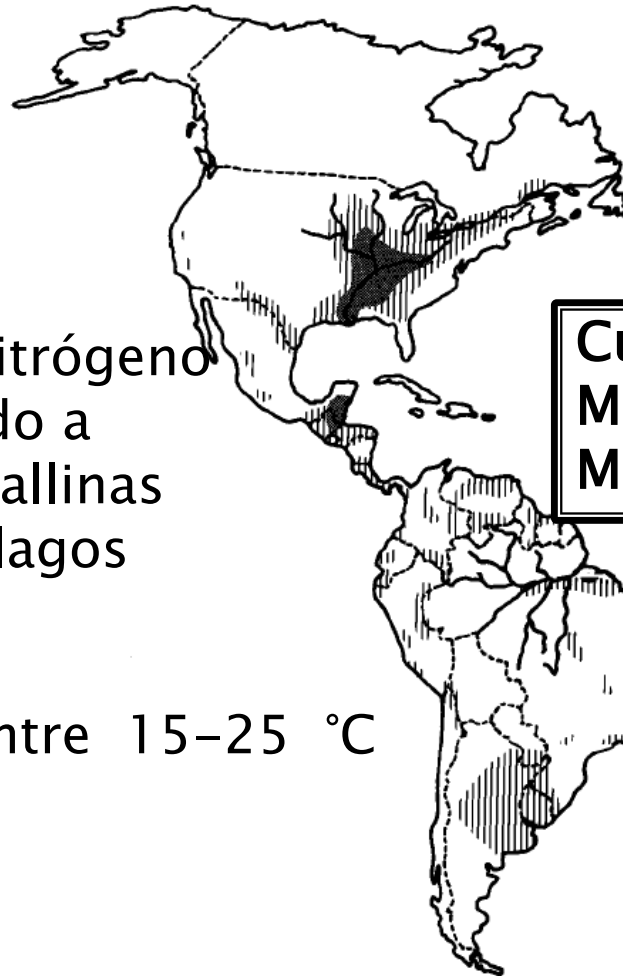 itrógeno
do a
allinas
lagos
ntre 15-25 °C
Cu
M
M